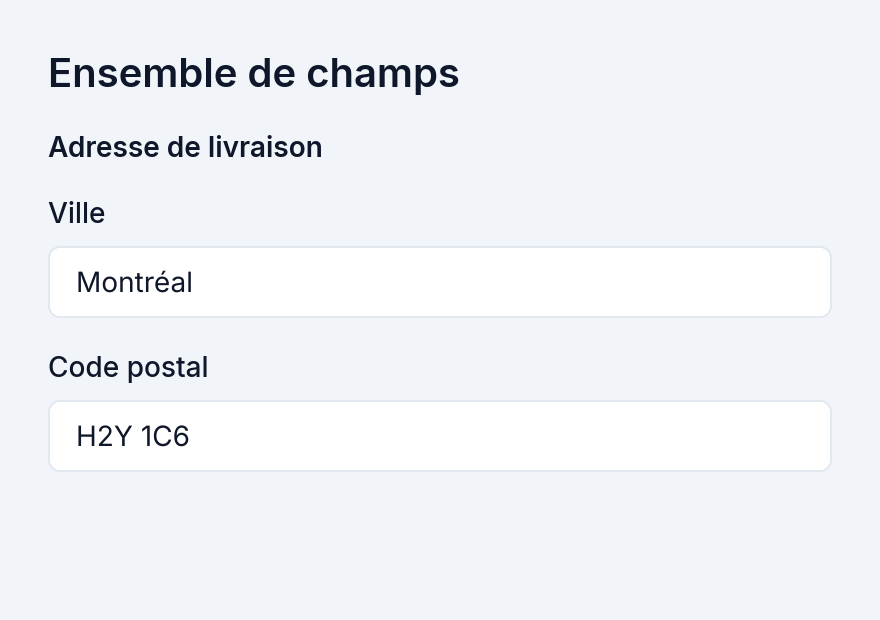 Ensemble de champs
Adresse de livraison
Ville
Montréal
Code postal
H2Y 1C6